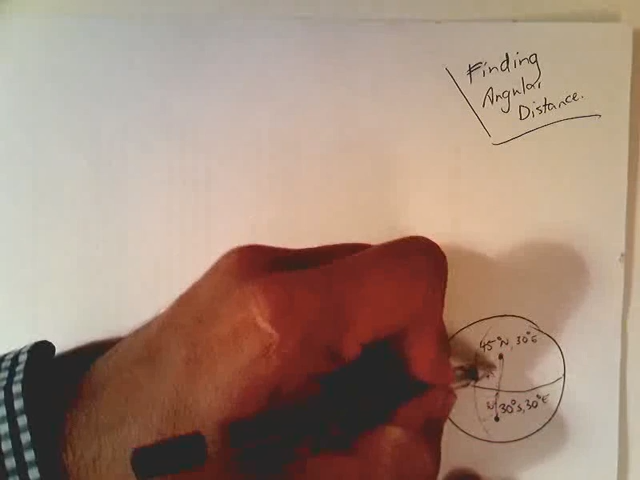 Finding
Angular
Distance.
45°N, 30°E
30°S, 30°E